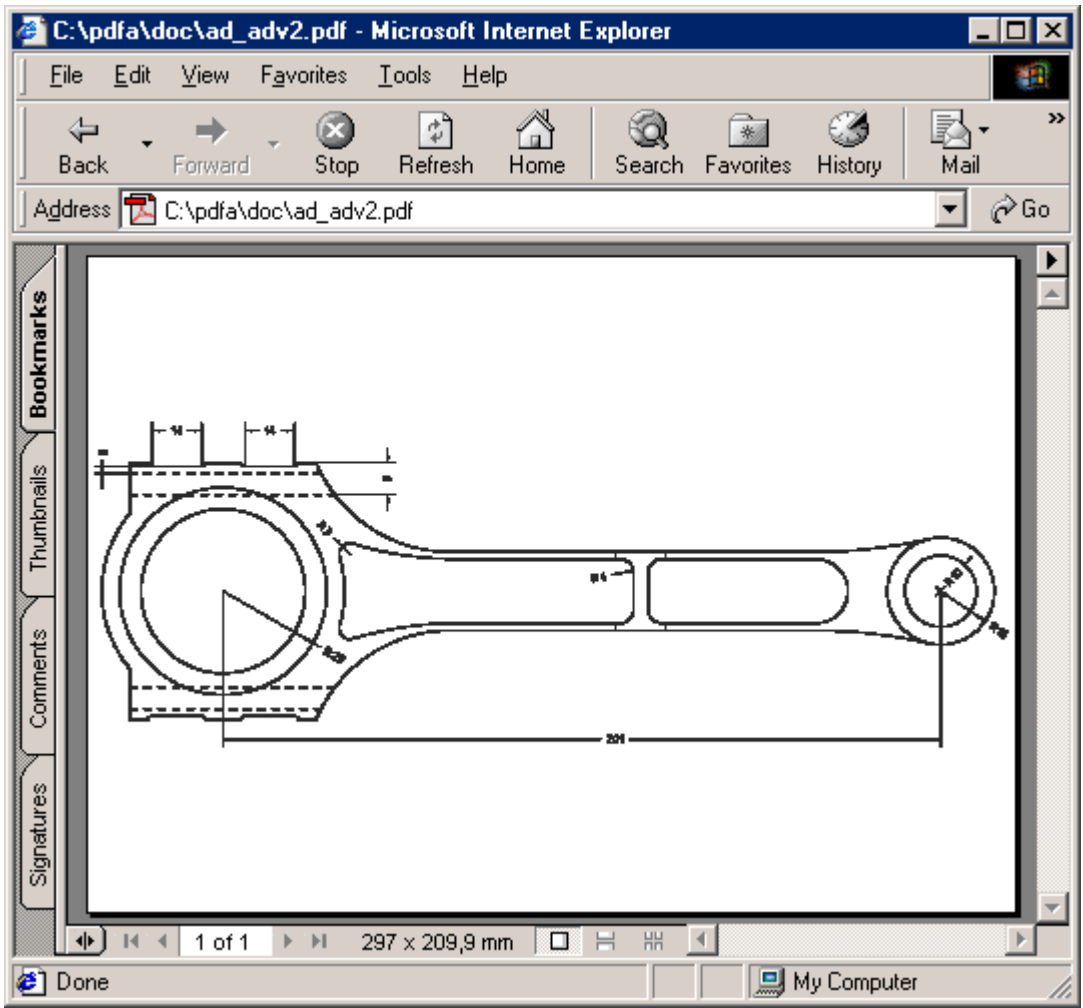 C:\pdfa\doc\ad_adv2.pdf - Microsoft Internet Explorer
File Edit View Favorites Tools Help
Back Forward Stop Refresh Home Search Favorites History Mail »
Address C:\pdfa\doc\ad_adv2.pdf Go
Bookmarks
Thumbnails
Comments
Signatures
14 14
1 of 1 297 x 209,9 mm
Done My Computer